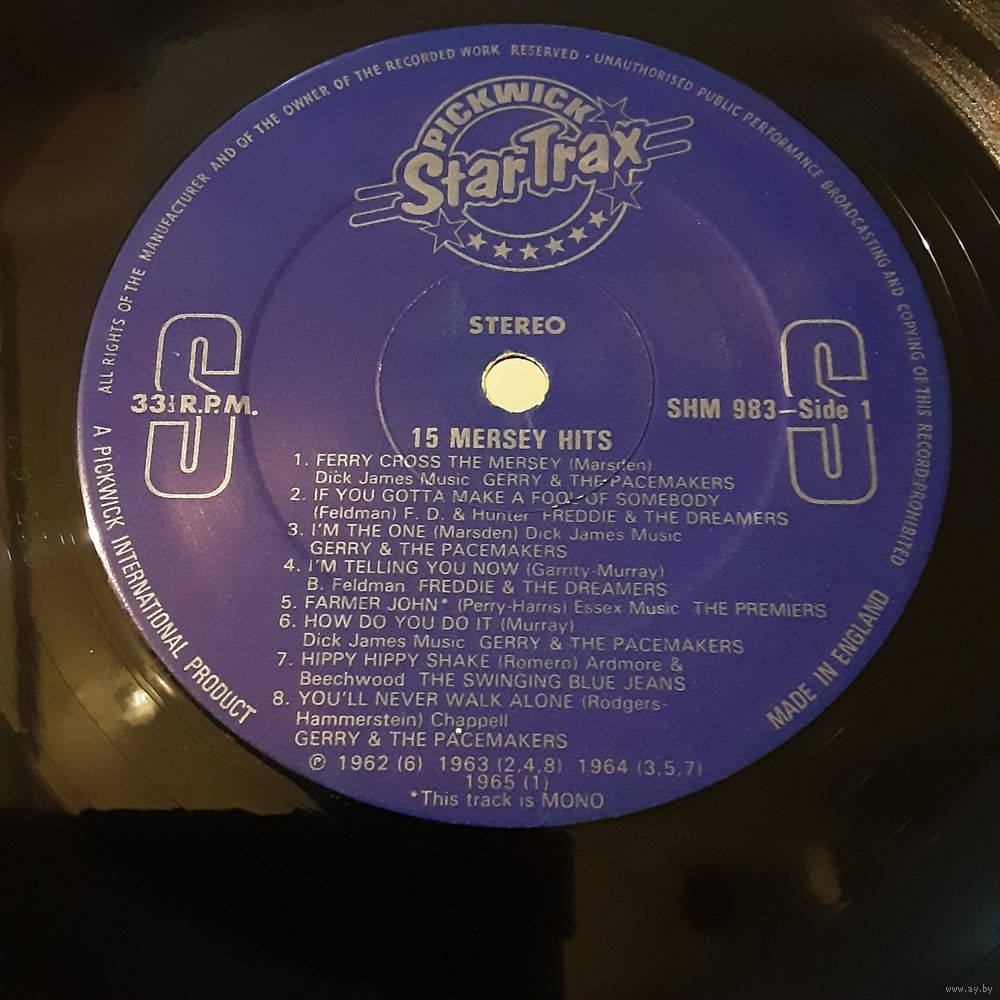 ALL RIGHTS OF THE MANUFACTURER AND OF THE OWNER OF THE RECORDED WORK RESERVED · UNAUTHORISED PUBLIC PERFORMANCE BROADCASTING AND COPYING OF THIS RECORD PROHIBITED
PICKWICK
StarTrax
STEREO
33⅓ R.P.M.
SHM 983—Side 1
15 MERSEY HITS
1. FERRY CROSS THE MERSEY (Marsden)
Dick James Music GERRY & THE PACEMAKERS
2. IF YOU GOTTA MAKE A FOOL OF SOMEBODY
(Feldman) F. D. & Hunter FREDDIE & THE DREAMERS
3. I'M THE ONE (Marsden) Dick James Music
GERRY & THE PACEMAKERS
4. I'M TELLING YOU NOW (Garrity-Murray)
B. Feldman FREDDIE & THE DREAMERS
5. FARMER JOHN* (Perry-Harris) Essex Music THE PREMIERS
6. HOW DO YOU DO IT (Murray)
Dick James Music GERRY & THE PACEMAKERS
7. HIPPY HIPPY SHAKE (Romero) Ardmore &
Beechwood THE SWINGING BLUE JEANS
8. YOU'LL NEVER WALK ALONE (Rodgers-
Hammerstein) Chappell
GERRY & THE PACEMAKERS
℗ 1962 (6) 1963 (2,4,8) 1964 (3,5,7)
1965 (1)
*This track is MONO
A PICKWICK INTERNATIONAL PRODUCT
MADE IN ENGLAND
www.ay.by